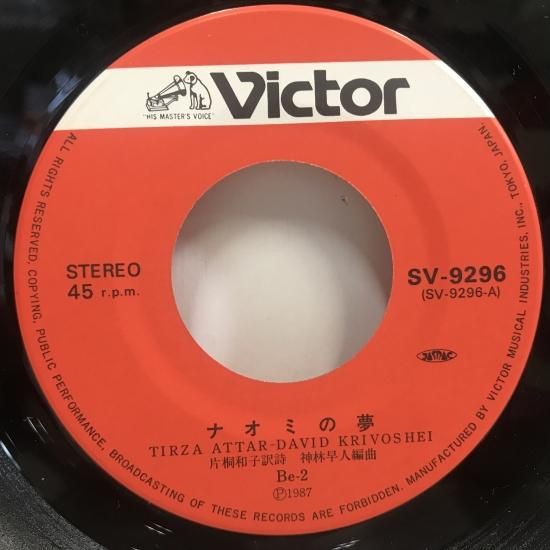 Victor
"HIS MASTER'S VOICE"
STEREO
45 r.p.m.
SV-9296
(SV-9296-A)
JASRAC
ナオミの夢
TIRZA ATTAR-DAVID KRIVOSHEI
片桐和子訳詩 神林早人編曲
Be-2
Ⓟ1987
ALL RIGHTS RESERVED. COPYING, PUBLIC PERFORMANCE, BROADCASTING OF THESE RECORDS ARE FORBIDDEN. MANUFACTURED BY VICTOR MUSICAL INDUSTRIES, INC., TOKYO, JAPAN.